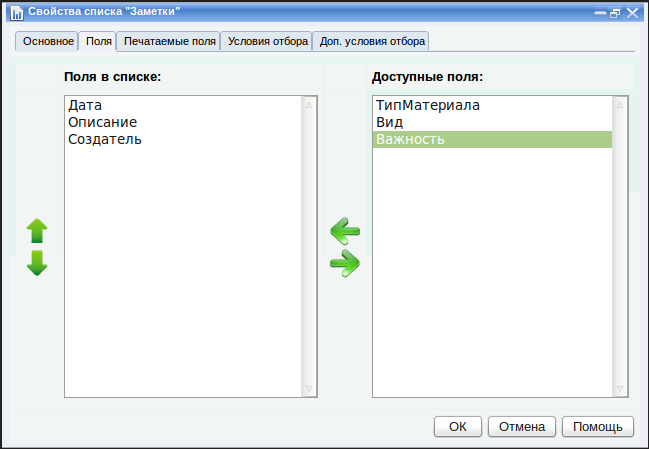 Свойства списка "Заметки"
Основное Поля Печатаемые поля Условия отбора Доп. условия отбора
Поля в списке: Доступные поля:
Дата ТипМатериала
Описание Вид
Создатель Важность
ОК Отмена Помощь